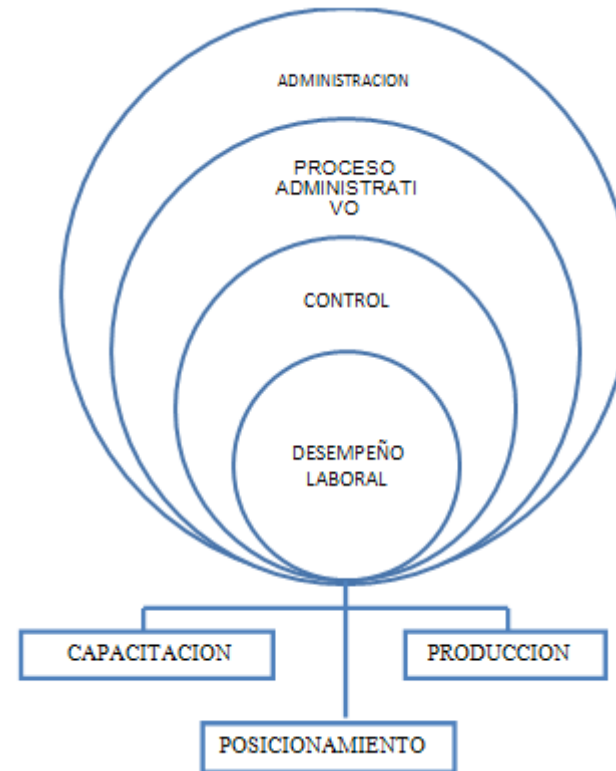 ADMINISTRACION
PROCESO
ADMINISTRATI
VO
CONTROL
DESEMPEÑO
LABORAL
CAPACITACION
PRODUCCION
POSICIONAMIENTO